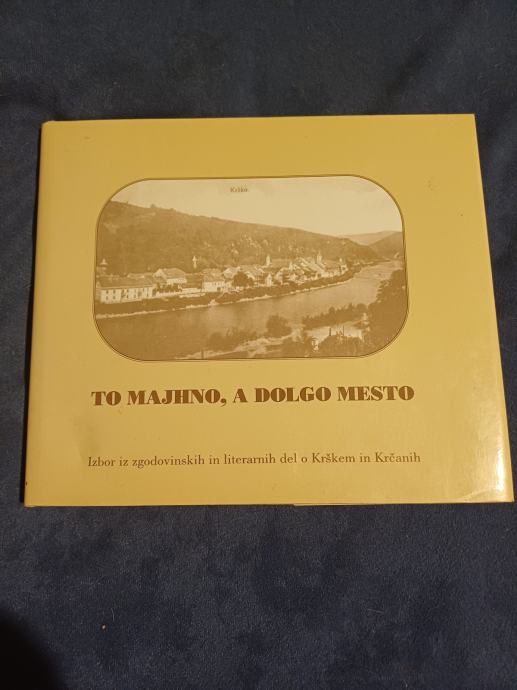 Krško.
TO MAJHNO, A DOLGO MESTO
Izbor iz zgodovinskih in literarnih del o Krškem in Krčanih